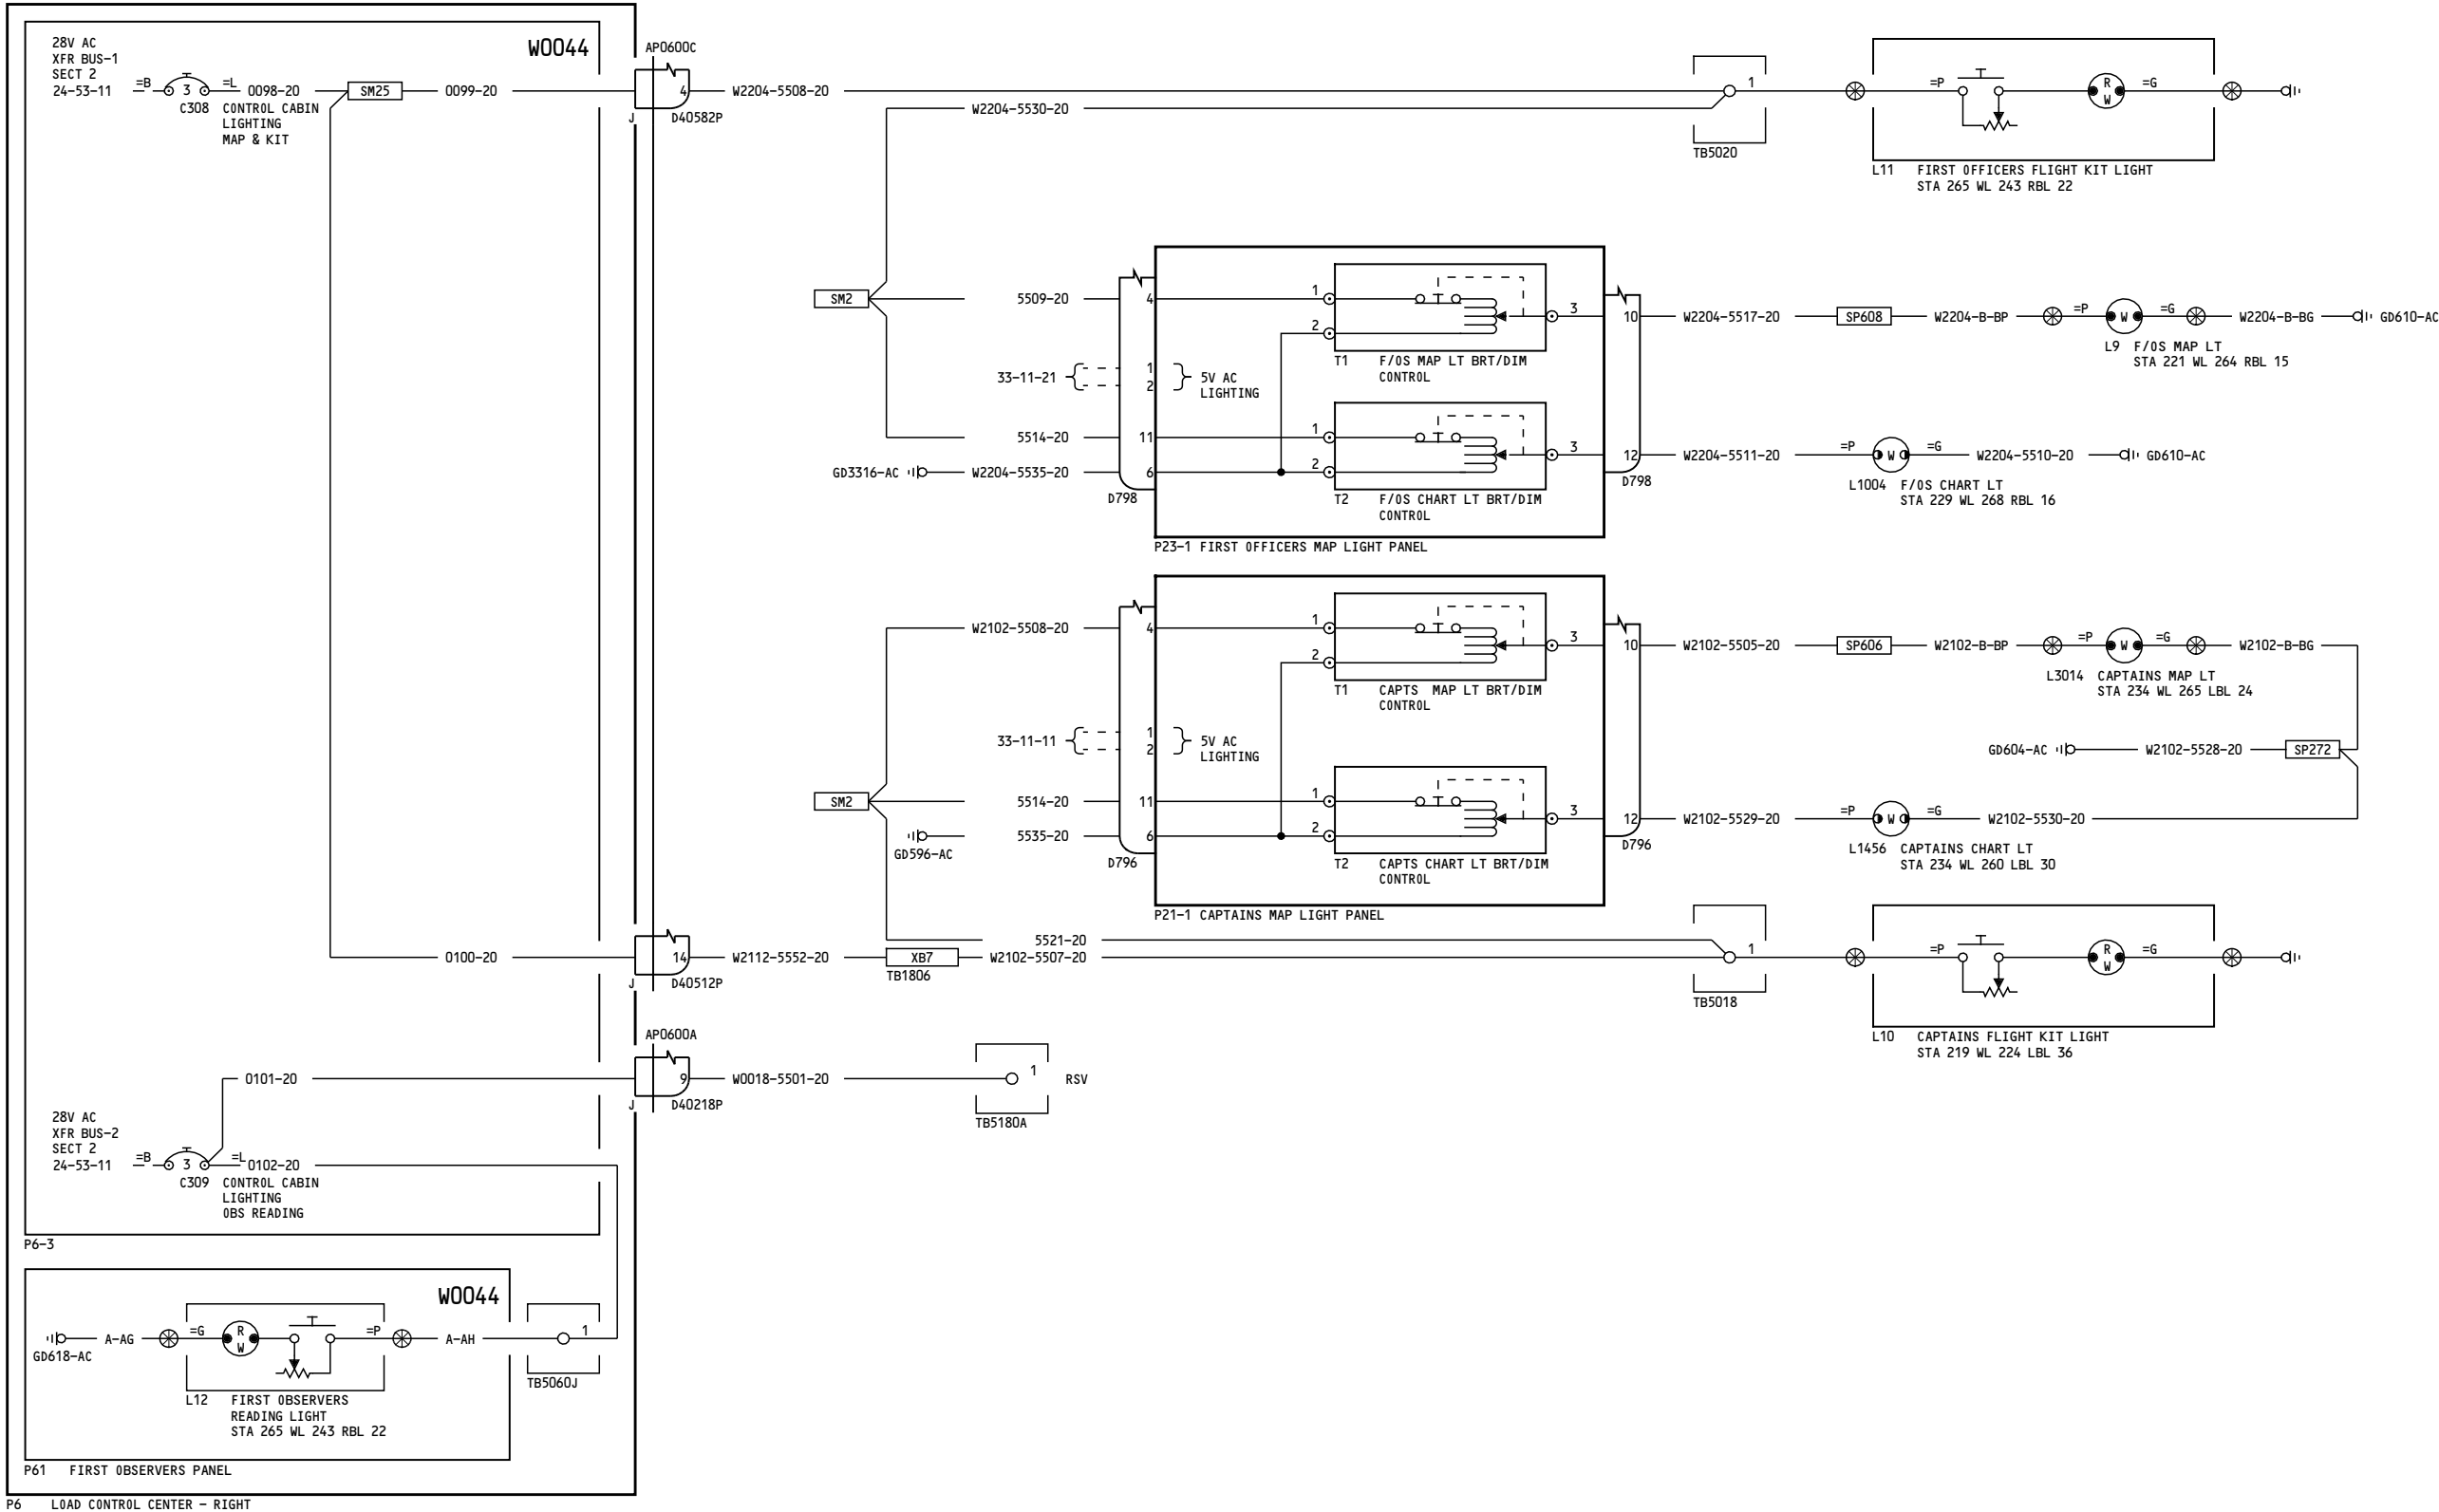 W0044
28V AC
XFR BUS-1
SECT 2
24-53-11
=B
3
=L
0098-20
SM25
0099-20
C308
CONTROL CABIN
LIGHTING
MAP & KIT
AP0600C
4
W2204-5508-20
J
D40582P
W2204-5530-20
1
TB5020
=P
R
W
=G
L11
FIRST OFFICERS FLIGHT KIT LIGHT
STA 265 WL 243 RBL 22
SM2
5509-20
4
1
2
3
10
W2204-5517-20
SP608
W2204-B-BP
=P
W
=G
W2204-B-BG
GD610-AC
T1
F/OS MAP LT BRT/DIM
CONTROL
L9
F/OS MAP LT
STA 221 WL 264 RBL 15
33-11-21
1
2
5V AC
LIGHTING
5514-20
11
1
2
3
12
W2204-5511-20
=P
W
=G
W2204-5510-20
GD610-AC
GD3316-AC
W2204-5535-20
6
D798
D798
T2
F/OS CHART LT BRT/DIM
CONTROL
L1004
F/OS CHART LT
STA 229 WL 268 RBL 16
P23-1 FIRST OFFICERS MAP LIGHT PANEL
W2102-5508-20
4
1
2
3
10
W2102-5505-20
SP606
W2102-B-BP
=P
W
=G
W2102-B-BG
T1
CAPTS MAP LT BRT/DIM
CONTROL
L3014
CAPTAINS MAP LT
STA 234 WL 265 LBL 24
33-11-11
1
2
5V AC
LIGHTING
GD604-AC
W2102-5528-20
SP272
SM2
5514-20
11
1
2
3
12
W2102-5529-20
=P
W
=G
W2102-5530-20
GD596-AC
5535-20
6
D796
D796
T2
CAPTS CHART LT BRT/DIM
CONTROL
L1456
CAPTAINS CHART LT
STA 234 WL 260 LBL 30
P21-1 CAPTAINS MAP LIGHT PANEL
5521-20
0100-20
14
W2112-5552-20
XB7
W2102-5507-20
J
D40512P
TB1806
1
TB5018
=P
R
W
=G
L10
CAPTAINS FLIGHT KIT LIGHT
STA 219 WL 224 LBL 36
AP0600A
0101-20
9
W0018-5501-20
1
RSV
J
D40218P
TB5180A
28V AC
XFR BUS-2
SECT 2
24-53-11
=B
3
=L
0102-20
C309
CONTROL CABIN
LIGHTING
OBS READING
P6-3
W0044
GD618-AC
A-AG
=G
R
W
=P
A-AH
1
TB5060J
L12
FIRST OBSERVERS
READING LIGHT
STA 265 WL 243 RBL 22
P61
FIRST OBSERVERS PANEL
P6
LOAD CONTROL CENTER - RIGHT